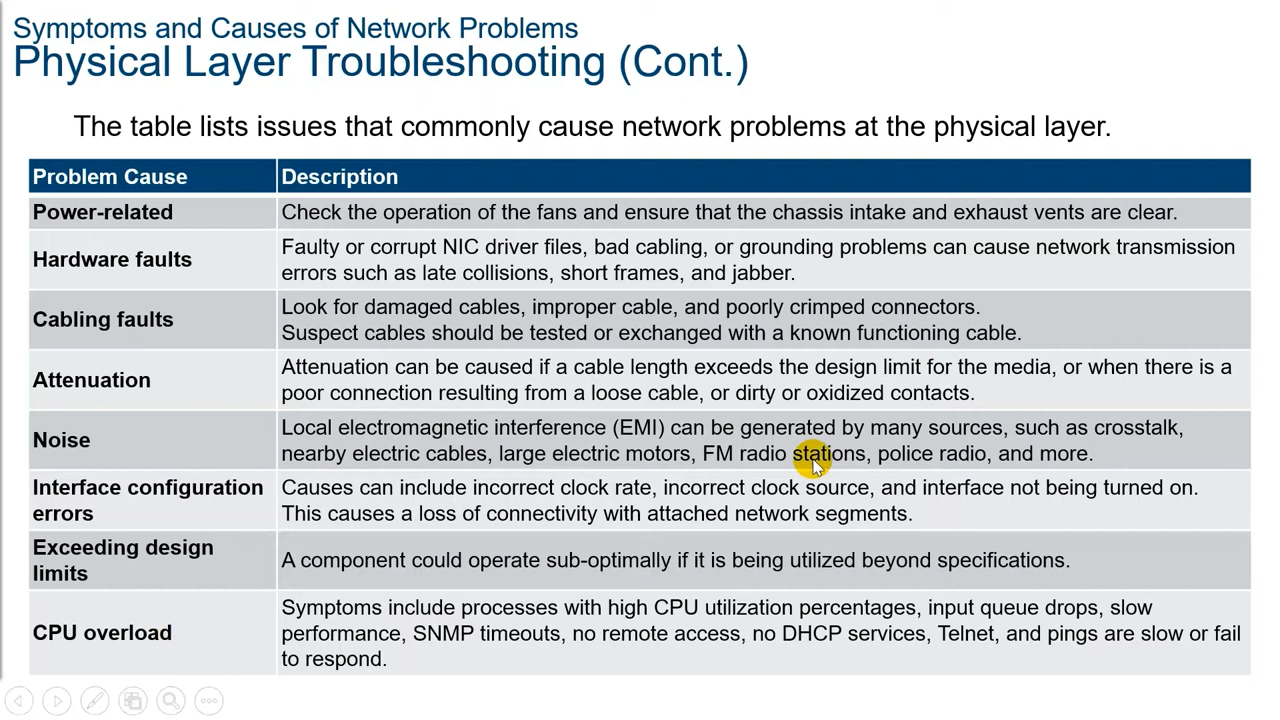 Symptoms and Causes of Network Problems
Physical Layer Troubleshooting (Cont.)
The table lists issues that commonly cause network problems at the physical layer.
Problem Cause Description
Power-related Check the operation of the fans and ensure that the chassis intake and exhaust vents are clear.
Hardware faults Faulty or corrupt NIC driver files, bad cabling, or grounding problems can cause network transmission
errors such as late collisions, short frames, and jabber.
Cabling faults Look for damaged cables, improper cable, and poorly crimped connectors.
Suspect cables should be tested or exchanged with a known functioning cable.
Attenuation Attenuation can be caused if a cable length exceeds the design limit for the media, or when there is a
poor connection resulting from a loose cable, or dirty or oxidized contacts.
Noise Local electromagnetic interference (EMI) can be generated by many sources, such as crosstalk,
nearby electric cables, large electric motors, FM radio stations, police radio, and more.
Interface configuration Causes can include incorrect clock rate, incorrect clock source, and interface not being turned on.
errors This causes a loss of connectivity with attached network segments.
Exceeding design
limits A component could operate sub-optimally if it is being utilized beyond specifications.
CPU overload Symptoms include processes with high CPU utilization percentages, input queue drops, slow
performance, SNMP timeouts, no remote access, no DHCP services, Telnet, and pings are slow or fail
to respond.